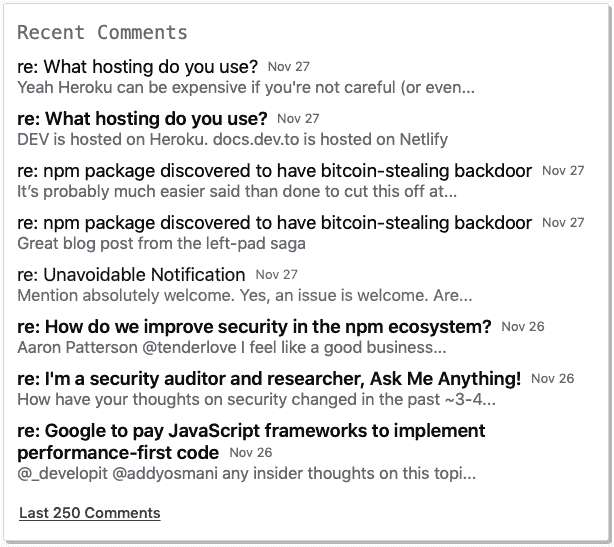 Recent Comments
re: What hosting do you use? Nov 27
Yeah Heroku can be expensive if you're not careful (or even...
re: What hosting do you use? Nov 27
DEV is hosted on Heroku. docs.dev.to is hosted on Netlify
re: npm package discovered to have bitcoin-stealing backdoor Nov 27
It’s probably much easier said than done to cut this off at...
re: npm package discovered to have bitcoin-stealing backdoor Nov 27
Great blog post from the left-pad saga
re: Unavoidable Notification Nov 27
Mention absolutely welcome. Yes, an issue is welcome. Are...
re: How do we improve security in the npm ecosystem? Nov 26
Aaron Patterson @tenderlove I feel like a good business...
re: I'm a security auditor and researcher, Ask Me Anything! Nov 26
How have your thoughts on security changed in the past ~3-4...
re: Google to pay JavaScript frameworks to implement
performance-first code Nov 26
@_developit @addyosmani any insider thoughts on this topi...
Last 250 Comments